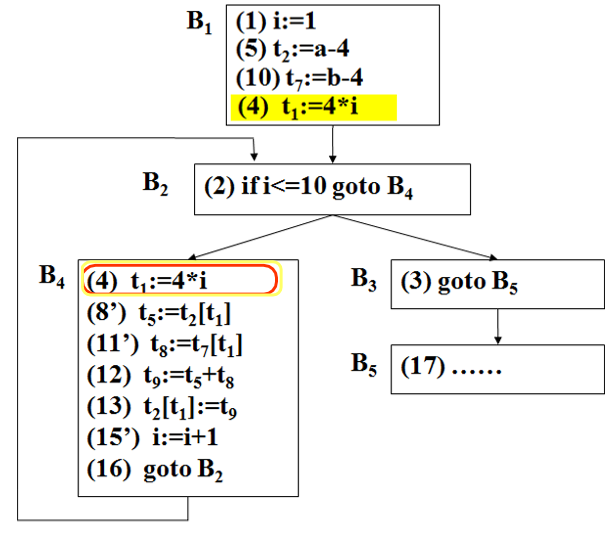 B₁
(1) i:=1
(5) t₂:=a-4
(10) t₇:=b-4
(4) t₁:=4*i
B₂
(2) if i<=10 goto B₄
B₄
(4) t₁:=4*i
(8’) t₅:=t₂[t₁]
(11’) t₈:=t₇[t₁]
(12) t₉:=t₅+t₈
(13) t₂[t₁]:=t₉
(15’) i:=i+1
(16) goto B₂
B₃
(3) goto B₅
B₅
(17) ……